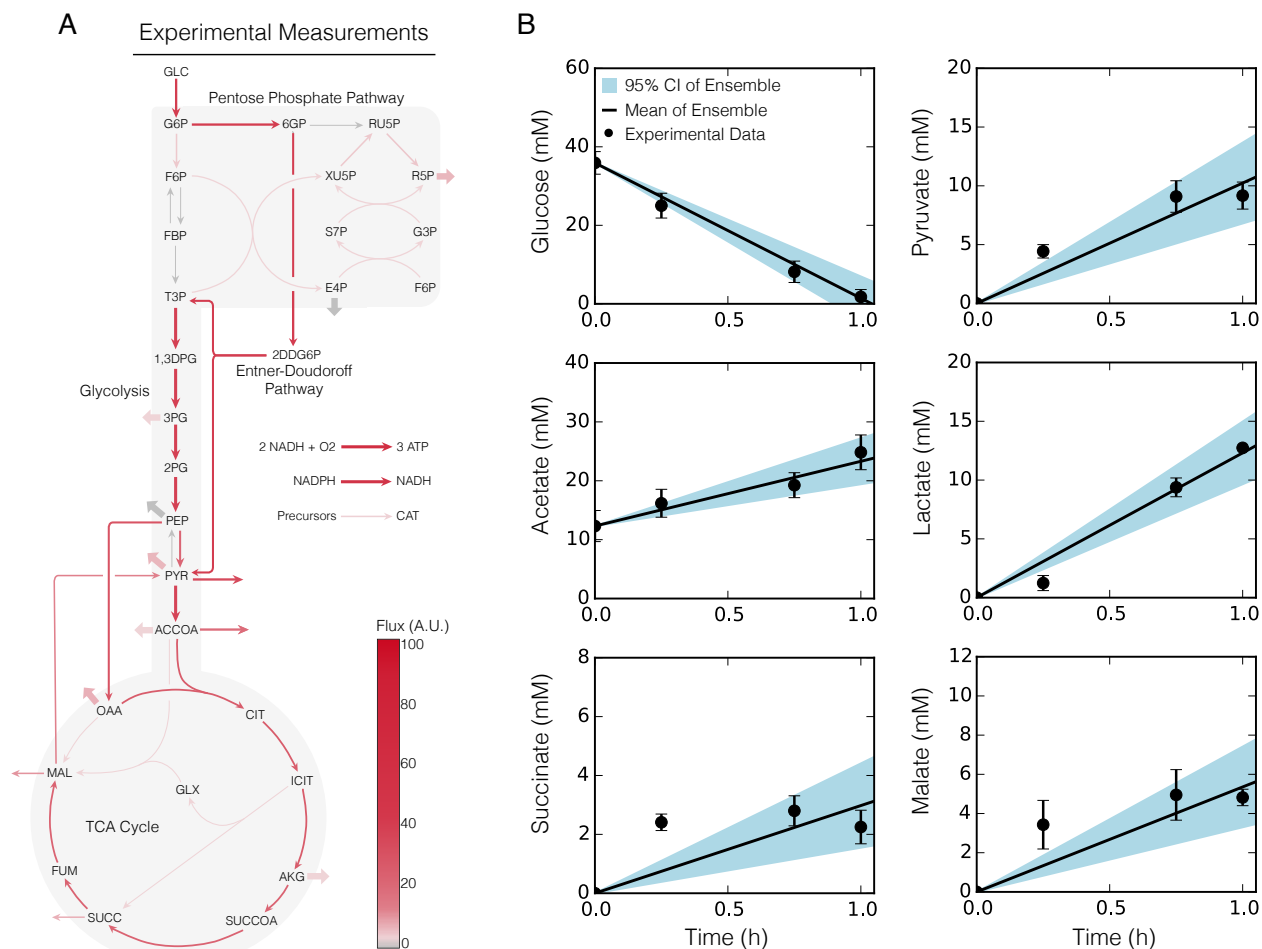 A
Experimental Measurements
GLC
Pentose Phosphate Pathway
G6P
6GP
RU5P
F6P
XU5P
R5P
FBP
S7P
G3P
T3P
E4P
F6P
1,3DPG
2DDG6P
Entner-Doudoroff
Pathway
Glycolysis
3PG
2 NADH + O2
3 ATP
2PG
NADPH
NADH
PEP
Precursors
CAT
PYR
ACCOA
Flux (A.U.)
100
80
60
40
20
0
OAA
CIT
MAL
ICIT
GLX
TCA Cycle
FUM
AKG
SUCC
SUCCOA
B
Glucose (mM)
60
40
20
0
0.0
0.5
1.0
95% CI of Ensemble
Mean of Ensemble
Experimental Data
Pyruvate (mM)
20
15
10
5
0
0.0
0.5
1.0
Acetate (mM)
40
30
20
10
0
0.0
0.5
1.0
Lactate (mM)
20
15
10
5
0
0.0
0.5
1.0
Succinate (mM)
8
6
4
2
0
0.0
0.5
1.0
Time (h)
Malate (mM)
12
10
8
6
4
2
0
0.0
0.5
1.0
Time (h)